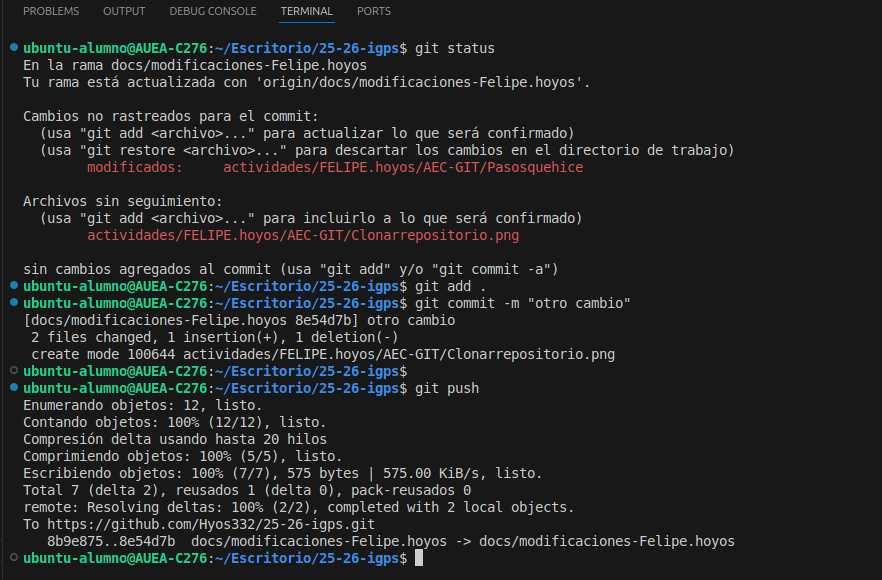 PROBLEMS OUTPUT DEBUG CONSOLE TERMINAL PORTS
ubuntu-alumno@AUEA-C276:~/Escritorio/25-26-igps$ git status
En la rama docs/modificaciones-Felipe.hoyos
Tu rama está actualizada con 'origin/docs/modificaciones-Felipe.hoyos'.
Cambios no rastreados para el commit:
(usa "git add <archivo>..." para actualizar lo que será confirmado)
(usa "git restore <archivo>..." para descartar los cambios en el directorio de trabajo)
modificados: actividades/FELIPE.hoyos/AEC-GIT/Pasosquehice
Archivos sin seguimiento:
(usa "git add <archivo>..." para incluirlo a lo que será confirmado)
actividades/FELIPE.hoyos/AEC-GIT/Clonarrepositorio.png
sin cambios agregados al commit (usa "git add" y/o "git commit -a")
ubuntu-alumno@AUEA-C276:~/Escritorio/25-26-igps$ git add .
ubuntu-alumno@AUEA-C276:~/Escritorio/25-26-igps$ git commit -m "otro cambio"
[docs/modificaciones-Felipe.hoyos 8e54d7b] otro cambio
2 files changed, 1 insertion(+), 1 deletion(-)
create mode 100644 actividades/FELIPE.hoyos/AEC-GIT/Clonarrepositorio.png
ubuntu-alumno@AUEA-C276:~/Escritorio/25-26-igps$
ubuntu-alumno@AUEA-C276:~/Escritorio/25-26-igps$ git push
Enumerando objetos: 12, listo.
Contando objetos: 100% (12/12), listo.
Compresión delta usando hasta 20 hilos
Comprimiendo objetos: 100% (5/5), listo.
Escribiendo objetos: 100% (7/7), 575 bytes | 575.00 KiB/s, listo.
Total 7 (delta 2), reusados 1 (delta 0), pack-reusados 0
remote: Resolving deltas: 100% (2/2), completed with 2 local objects.
To https://github.com/Hyos332/25-26-igps.git
8b9e875..8e54d7b docs/modificaciones-Felipe.hoyos -> docs/modificaciones-Felipe.hoyos
ubuntu-alumno@AUEA-C276:~/Escritorio/25-26-igps$